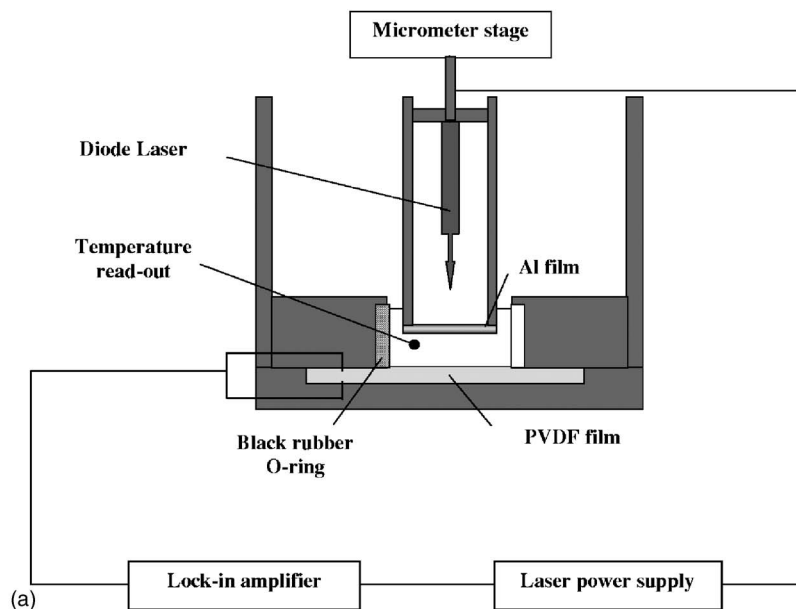 Micrometer stage
Diode Laser
Temperature
read-out
Al film
Black rubber
O-ring
PVDF film
Lock-in amplifier
Laser power supply
(a)